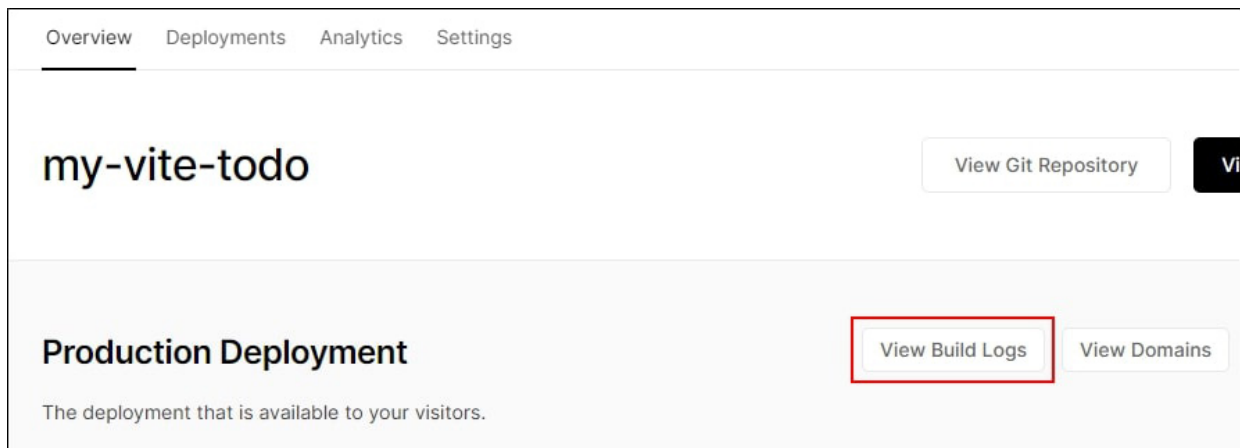 Overview Deployments Analytics Settings
my-vite-todo View Git Repository
Production Deployment View Build Logs View Domains
The deployment that is available to your visitors.